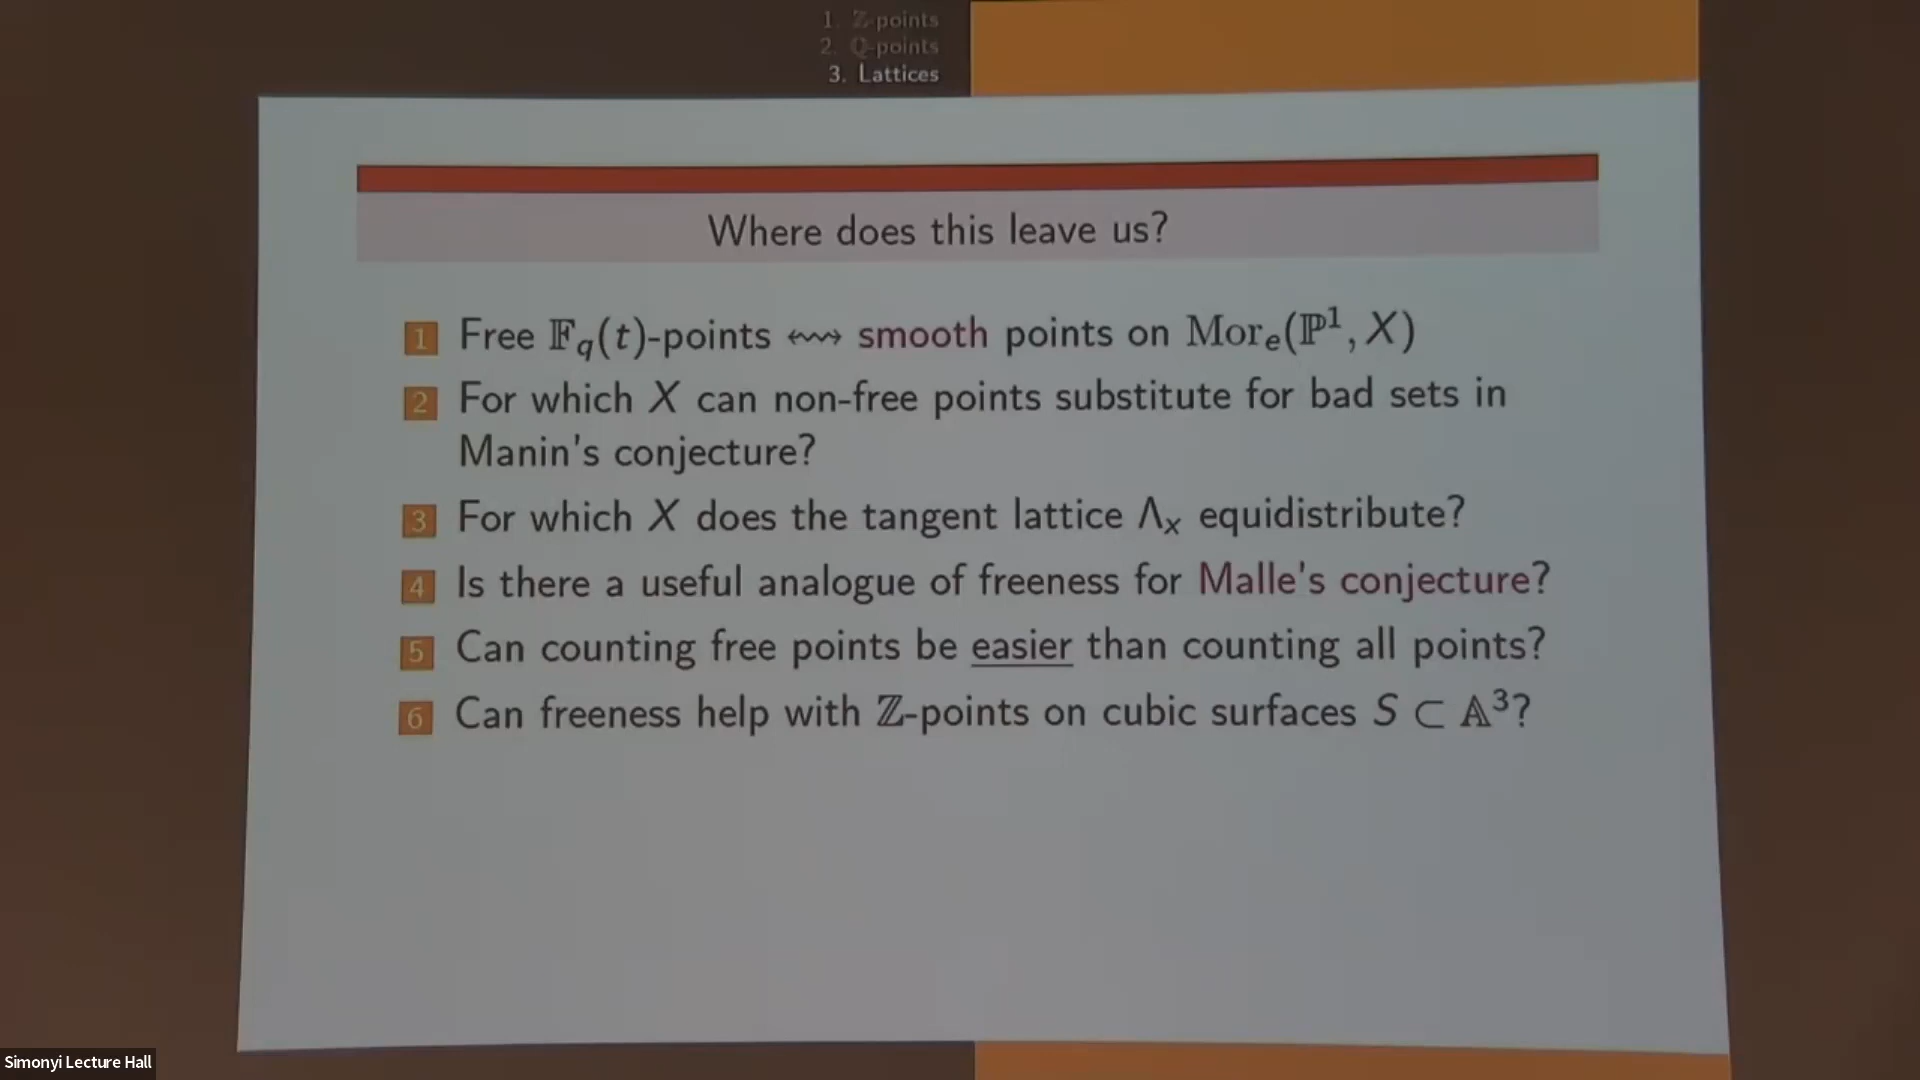 1. ℤ-points
2. ℚ-points
3. Lattices
Where does this leave us?
1 Free 𝔽_q(t)-points ↭ smooth points on Mor_e(ℙ¹, X)
2 For which X can non-free points substitute for bad sets in
Manin's conjecture?
3 For which X does the tangent lattice Λ_x equidistribute?
4 Is there a useful analogue of freeness for Malle's conjecture?
5 Can counting free points be easier than counting all points?
6 Can freeness help with ℤ-points on cubic surfaces S ⊂ 𝔸³?
Simonyi Lecture Hall